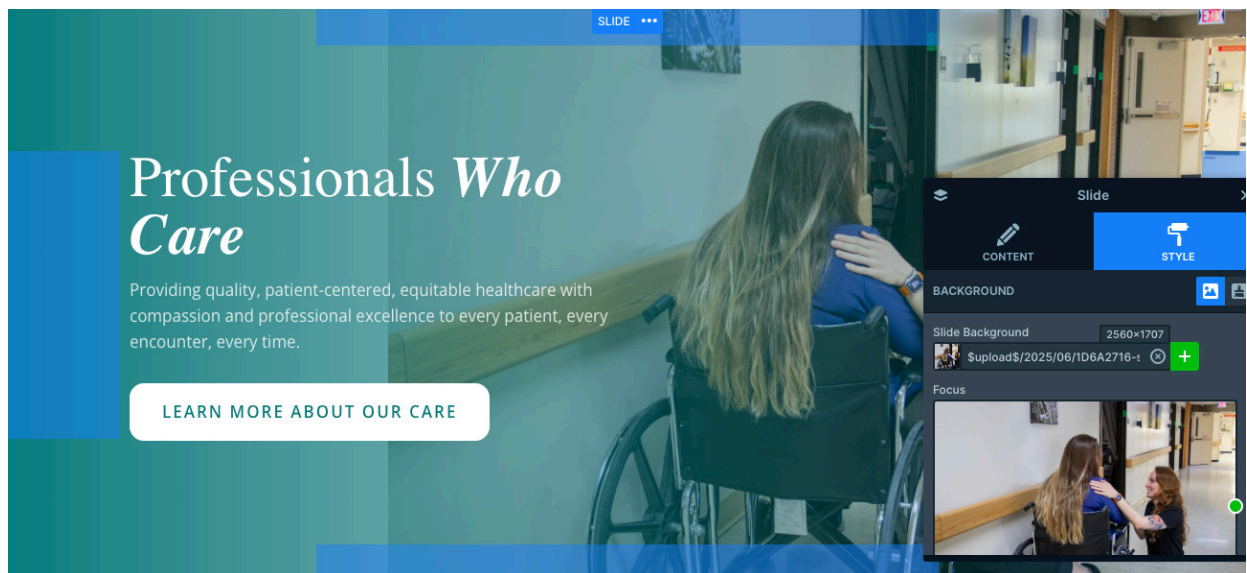 SLIDE •••
EXIT
Professionals Who
Care
Providing quality, patient-centered, equitable healthcare with
compassion and professional excellence to every patient, every
encounter, every time.
LEARN MORE ABOUT OUR CARE
Slide
CONTENT
STYLE
BACKGROUND
Slide Background
2560×1707
$upload$/2025/06/1D6A2716-s
Focus